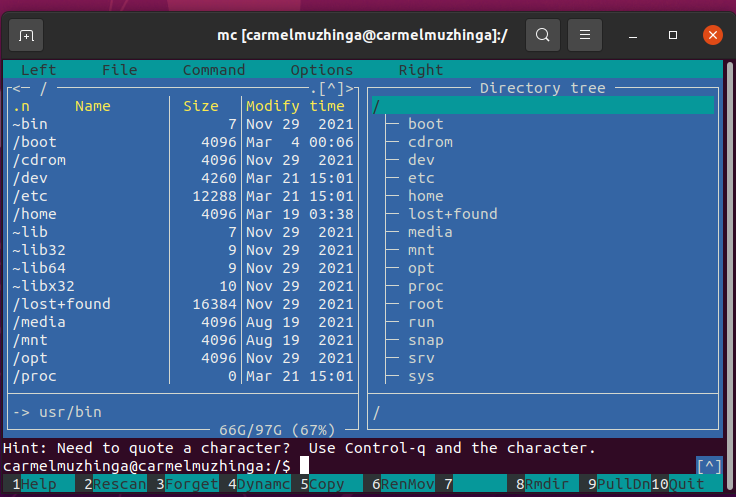 mc [carmelmuzhinga@carmelmuzhinga]:/
Left File Command Options Right
<— / .[^]>
Directory tree
.n Name Size Modify time
~bin 7 Nov 29 2021
/boot 4096 Mar 4 00:06
/cdrom 4096 Nov 29 2021
/dev 4260 Mar 21 15:01
/etc 12288 Mar 21 15:01
/home 4096 Mar 19 03:38
~lib 7 Nov 29 2021
~lib32 9 Nov 29 2021
~lib64 9 Nov 29 2021
~libx32 10 Nov 29 2021
/lost+found 16384 Nov 29 2021
/media 4096 Aug 19 2021
/mnt 4096 Aug 19 2021
/opt 4096 Nov 29 2021
/proc 0 Mar 21 15:01
-> usr/bin
66G/97G (67%)
/
boot
cdrom
dev
etc
home
lost+found
media
mnt
opt
proc
root
run
snap
srv
sys
/
Hint: Need to quote a character? Use Control-q and the character.
carmelmuzhinga@carmelmuzhinga:/$ [^]
1Help 2Rescan 3Forget 4Dynamc 5Copy 6RenMov 7 8Rmdir 9PullDn 10Quit